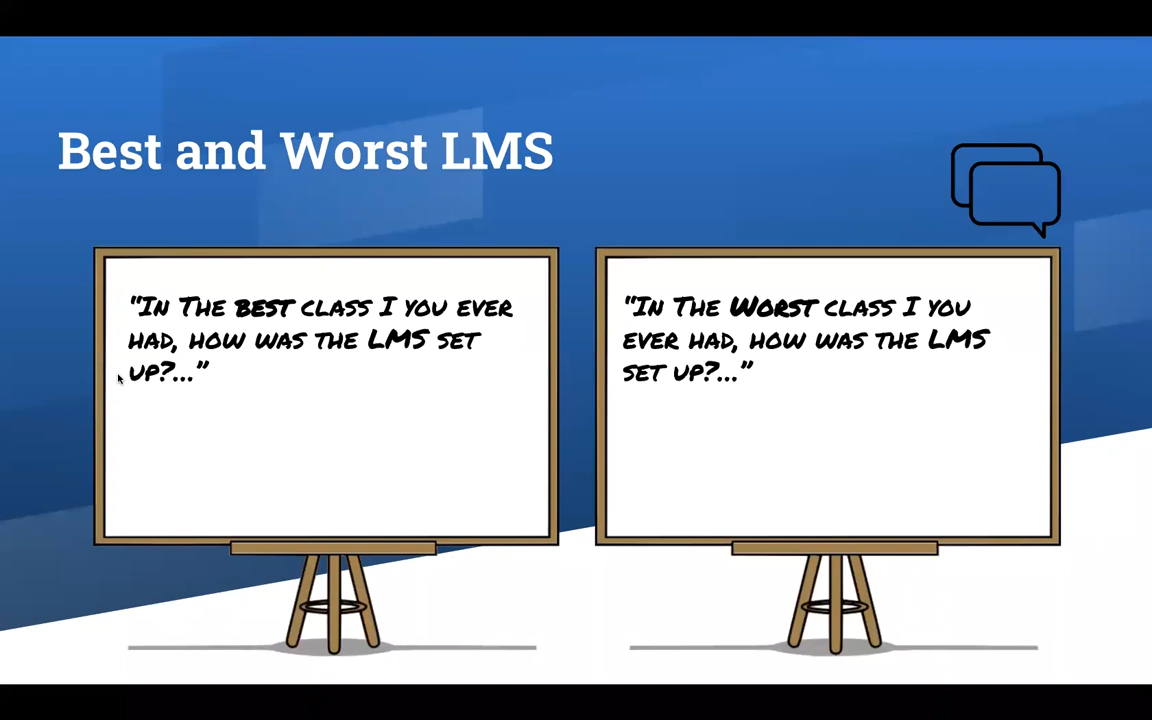 Best and Worst LMS
"In The best class I you ever
had, how was the LMS set
up?..."
"In The Worst class I you
ever had, how was the LMS
set up?..."